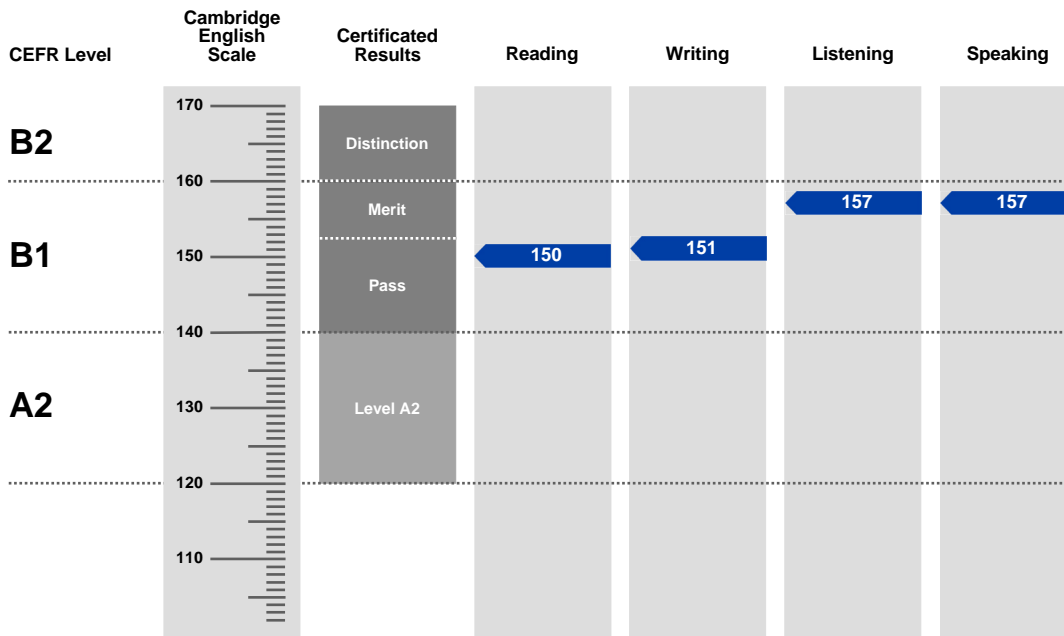 CEFR Level
Cambridge
English
Scale
Certificated
Results
Reading
Writing
Listening
Speaking
170
B2
Distinction
160
Merit
157
157
B1
150
150
151
Pass
140
A2
130
Level A2
120
110